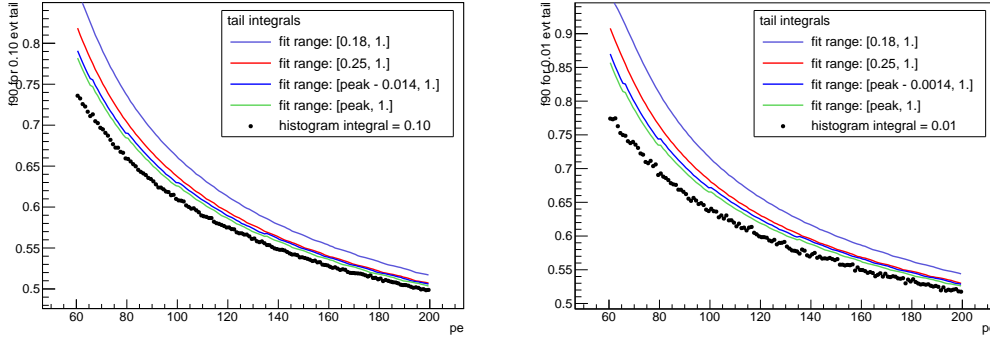 f90 for 0.10 evt tail
0.8
0.75
0.7
0.65
0.6
0.55
0.5
60 80 100 120 140 160 180 200
pe
tail integrals
fit range: [0.18, 1.]
fit range: [0.25, 1.]
fit range: [peak - 0.014, 1.]
fit range: [peak, 1.]
histogram integral = 0.10
f90 for 0.01 evt tail
0.9
0.85
0.8
0.75
0.7
0.65
0.6
0.55
0.5
60 80 100 120 140 160 180 200
pe
tail integrals
fit range: [0.18, 1.]
fit range: [0.25, 1.]
fit range: [peak - 0.0014, 1.]
fit range: [peak, 1.]
histogram integral = 0.01